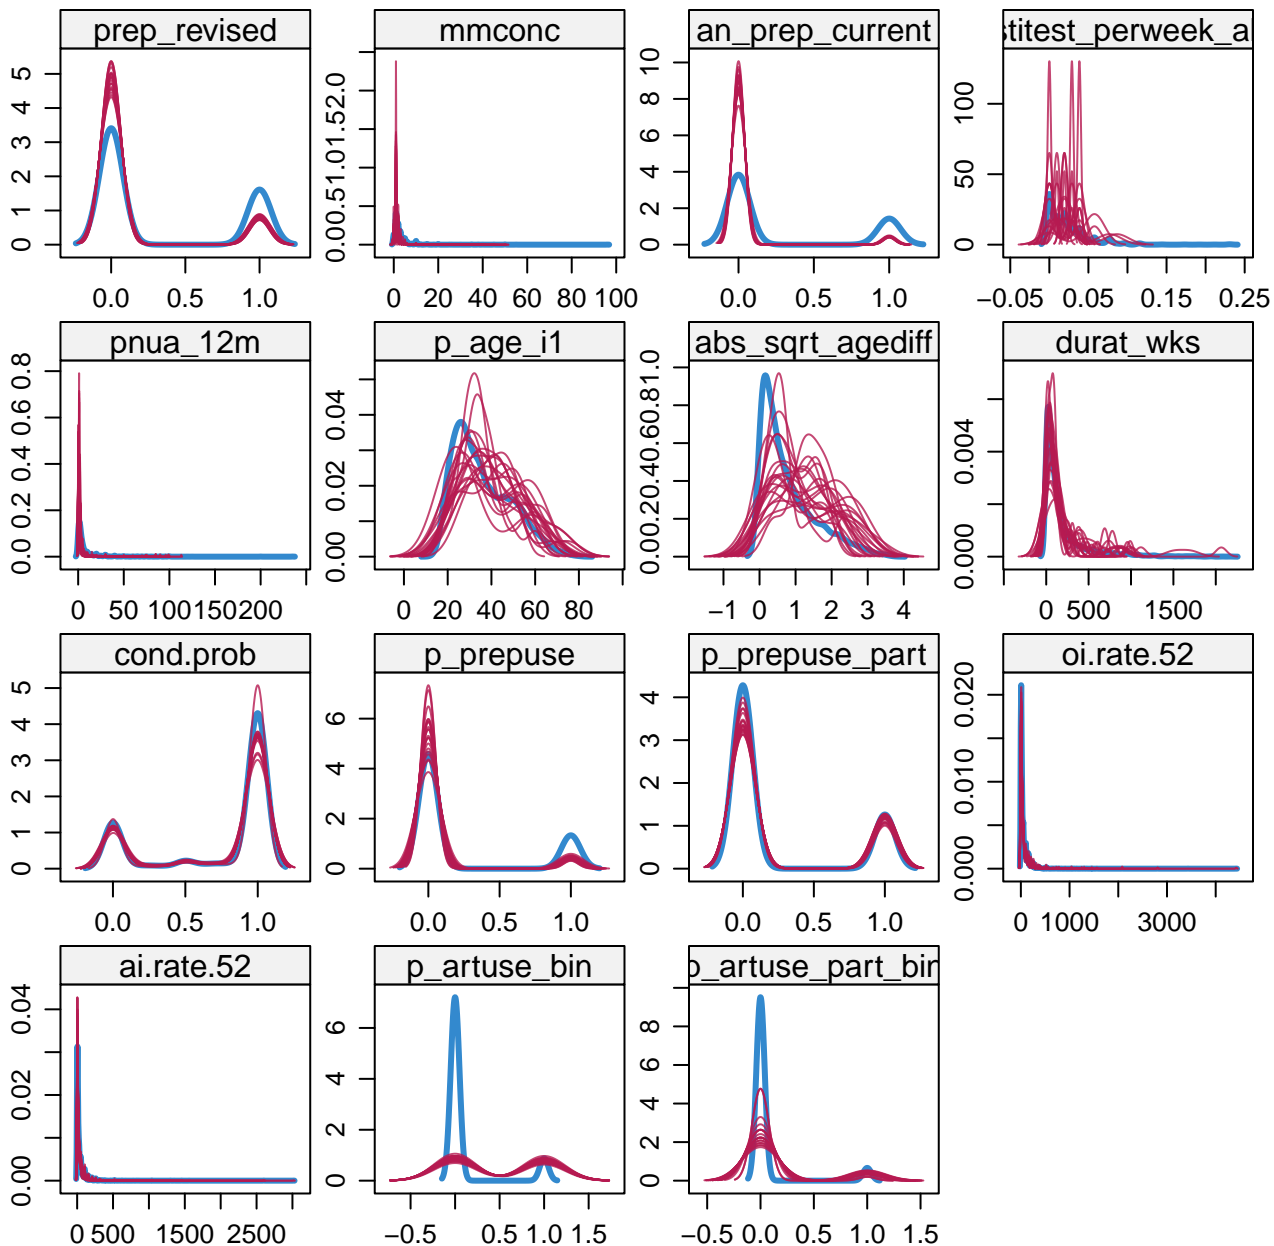 prep_revised
mmconc
an_prep_current
stitest_perweek_a
5
4
3
2
1
0
0.0 0.5 1.0
0.00.51.01.52.0
0 20 40 60 80 100
10
8
6
4
2
0
0.0 0.5 1.0
100
50
0
−0.05 0.05 0.15 0.25
pnua_12m
p_age_i1
abs_sqrt_agediff
durat_wks
0.0 0.2 0.4 0.6 0.8
0 50 100150200
0.00 0.02 0.04
0 20 40 60 80
0.00.20.40.60.81.0
−1 0 1 2 3 4
0.000 0.004
0 500 1500
cond.prob
p_prepuse
p_prepuse_part
oi.rate.52
5
4
3
2
1
0
0.0 0.5 1.0
6
4
2
0
0.0 0.5 1.0
4
3
2
1
0
0.0 0.5 1.0
0.000 0.010 0.020
0 1000 3000
ai.rate.52
p_artuse_bin
p_artuse_part_bin
0.00 0.02 0.04
0 500 1500 2500
6
4
2
0
−0.5 0.5 1.0 1.5
8
6
4
2
0
−0.5 0.0 0.5 1.0 1.5